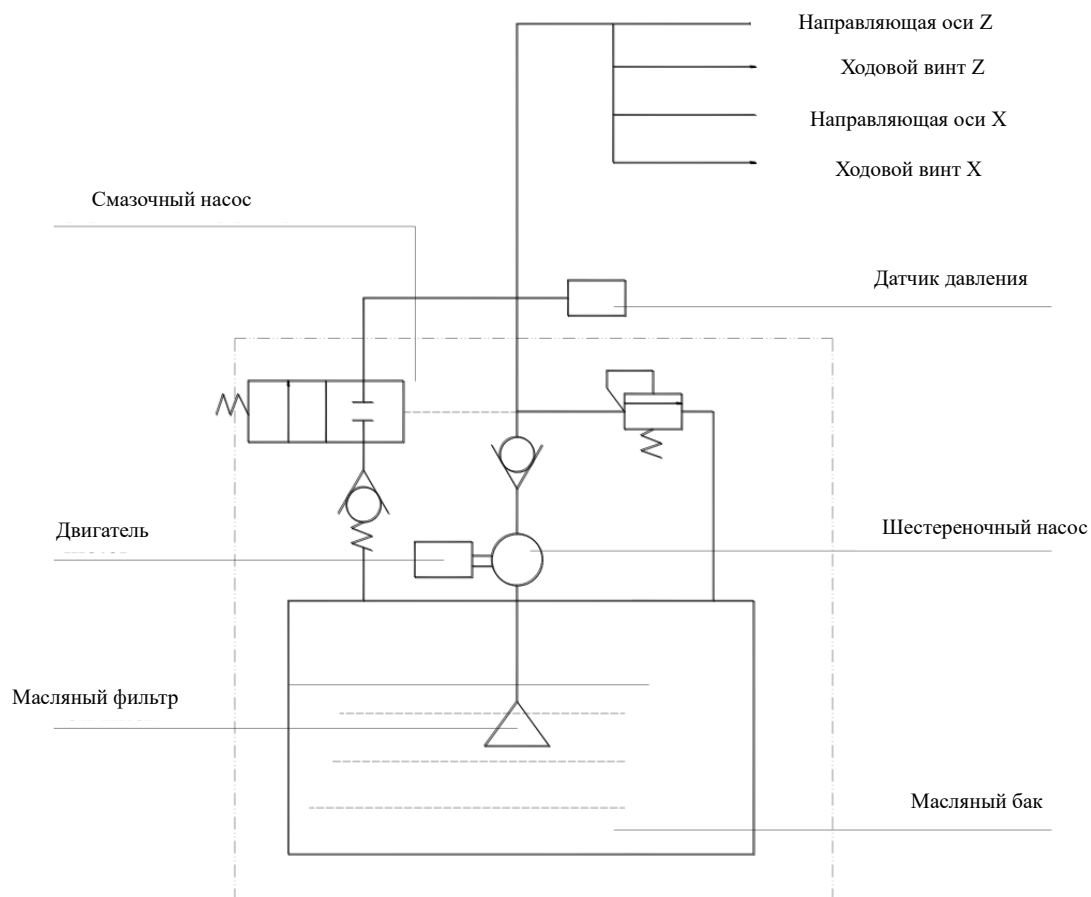 Направляющая оси Z
Ходовой винт Z
Направляющая оси X
Ходовой винт X
Смазочный насос
Датчик давления
Двигатель
Шестереночный насос
Масляный фильтр
Масляный бак